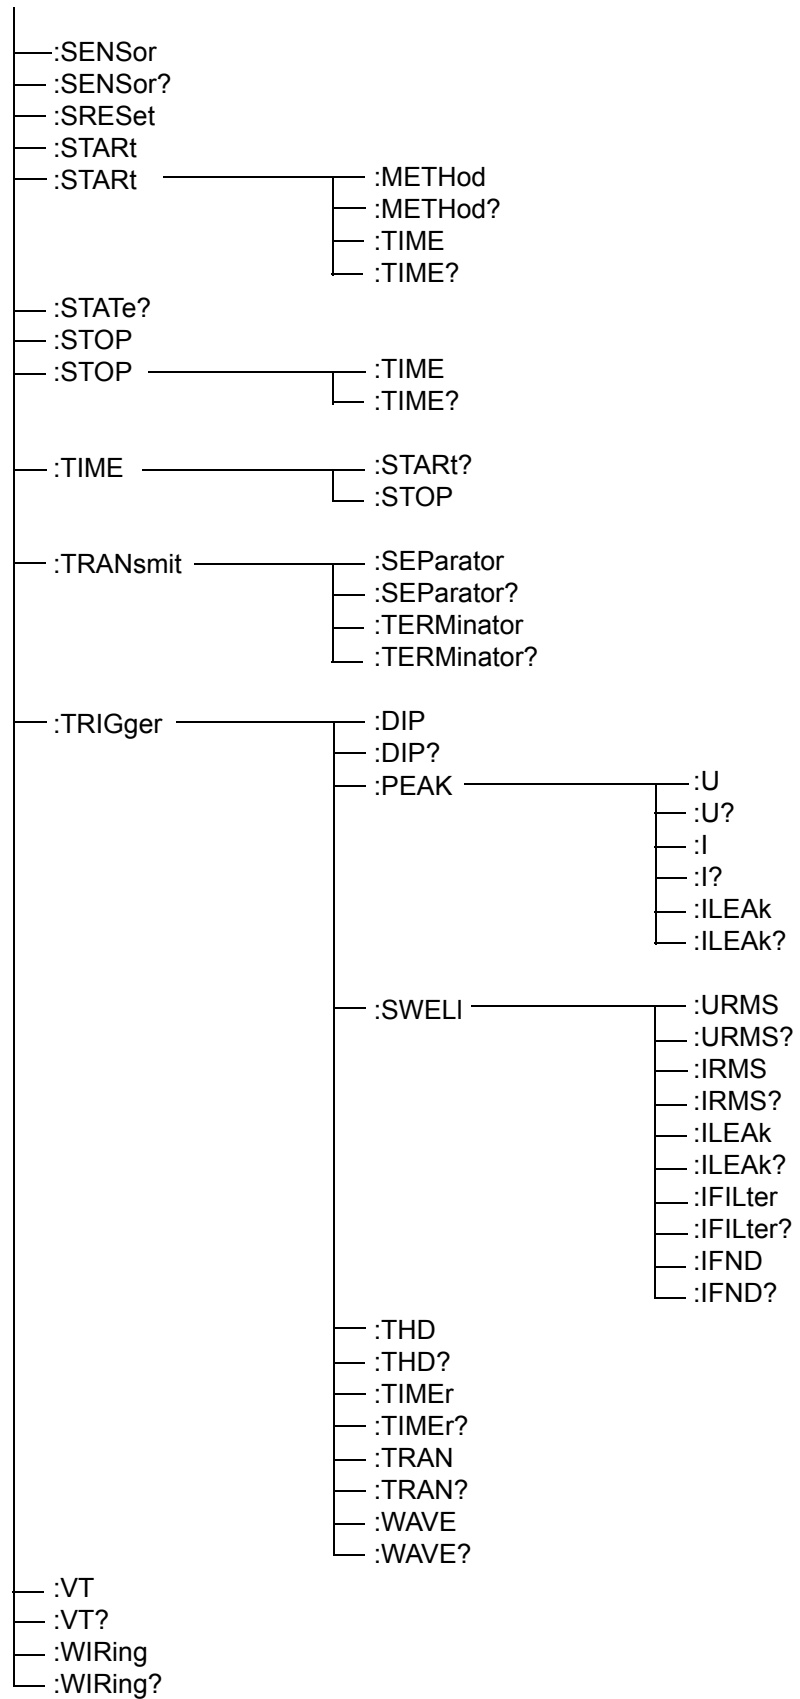 :SENSor
:SENSor?
:SRESet
:STARt
:STARt :METHod
:METHod?
:TIME
:TIME?
:STATe?
:STOP
:STOP :TIME
:TIME?
:TIME :STARt?
:STOP
:TRANsmit :SEParator
:SEParator?
:TERMinator
:TERMinator?
:TRIGger :DIP
:DIP?
:PEAK :U
:U?
:I
:I?
:ILEAk
:ILEAk?
:SWELl :URMS
:URMS?
:IRMS
:IRMS?
:ILEAk
:ILEAk?
:IFILter
:IFILter?
:IFND
:IFND?
:THD
:THD?
:TIMEr
:TIMEr?
:TRAN
:TRAN?
:WAVE
:WAVE?
:VT
:VT?
:WIRing
:WIRing?